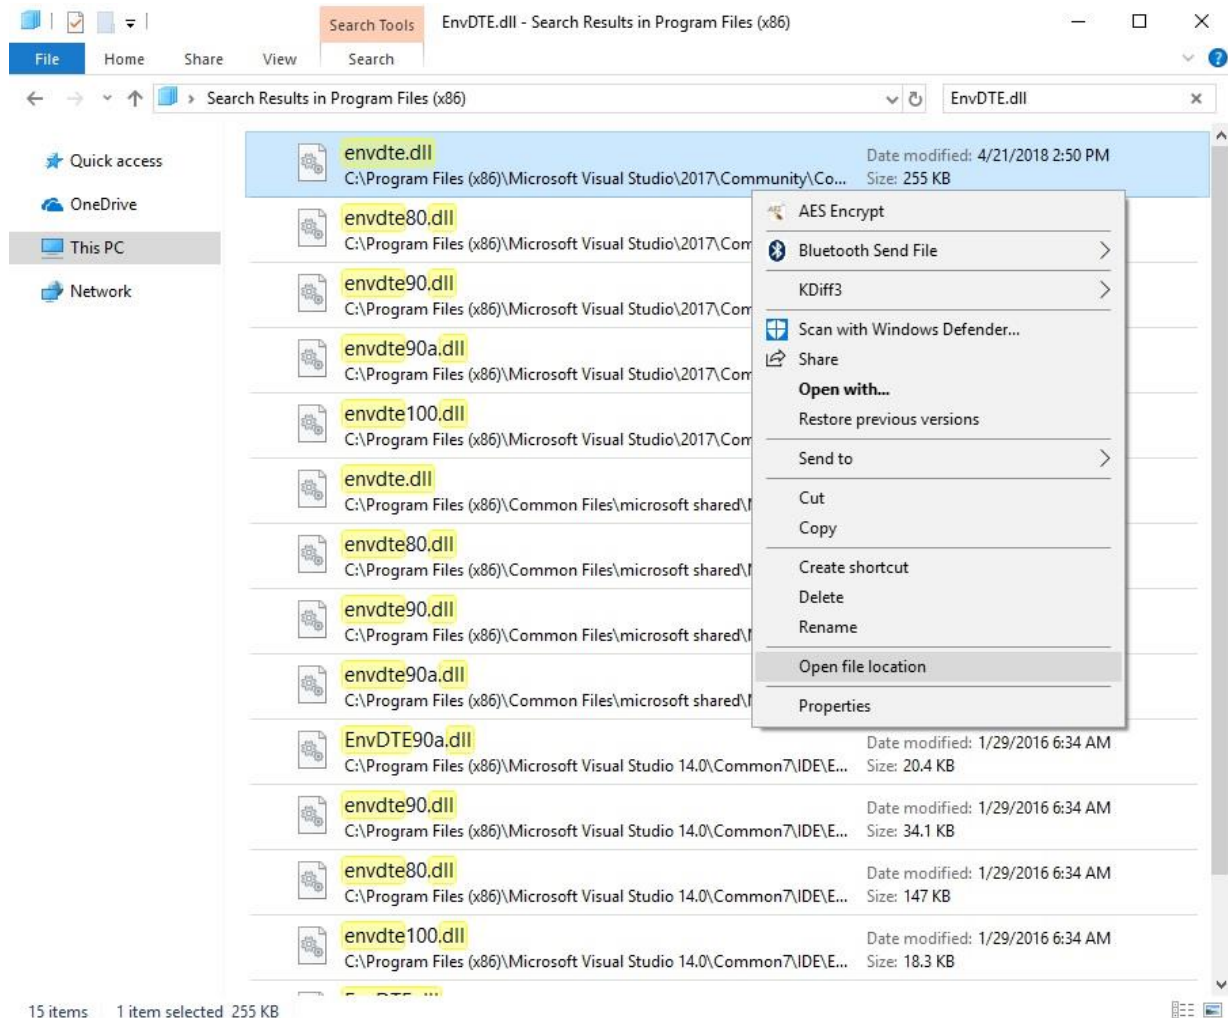 Search Tools
EnvDTE.dll - Search Results in Program Files (x86)
File Home Share View Search
Search Results in Program Files (x86)
EnvDTE.dll
Quick access
OneDrive
This PC
Network
envdte.dll
Date modified: 4/21/2018 2:50 PM
C:\Program Files (x86)\Microsoft Visual Studio\2017\Community\Co...
Size: 255 KB
envdte80.dll
C:\Program Files (x86)\Microsoft Visual Studio\2017\Com
envdte90.dll
C:\Program Files (x86)\Microsoft Visual Studio\2017\Com
envdte90a.dll
C:\Program Files (x86)\Microsoft Visual Studio\2017\Com
envdte100.dll
C:\Program Files (x86)\Microsoft Visual Studio\2017\Com
envdte.dll
C:\Program Files (x86)\Common Files\microsoft shared\
envdte80.dll
C:\Program Files (x86)\Common Files\microsoft shared\
envdte90.dll
C:\Program Files (x86)\Common Files\microsoft shared\
envdte90a.dll
C:\Program Files (x86)\Common Files\microsoft shared\
AES Encrypt
Bluetooth Send File
KDiff3
Scan with Windows Defender...
Share
Open with...
Restore previous versions
Send to
Cut
Copy
Create shortcut
Delete
Rename
Open file location
Properties
EnvDTE90a.dll
Date modified: 1/29/2016 6:34 AM
C:\Program Files (x86)\Microsoft Visual Studio 14.0\Common7\IDE\E...
Size: 20.4 KB
envdte90.dll
Date modified: 1/29/2016 6:34 AM
C:\Program Files (x86)\Microsoft Visual Studio 14.0\Common7\IDE\E...
Size: 34.1 KB
envdte80.dll
Date modified: 1/29/2016 6:34 AM
C:\Program Files (x86)\Microsoft Visual Studio 14.0\Common7\IDE\E...
Size: 147 KB
envdte100.dll
Date modified: 1/29/2016 6:34 AM
C:\Program Files (x86)\Microsoft Visual Studio 14.0\Common7\IDE\E...
Size: 18.3 KB
15 items 1 item selected 255 KB